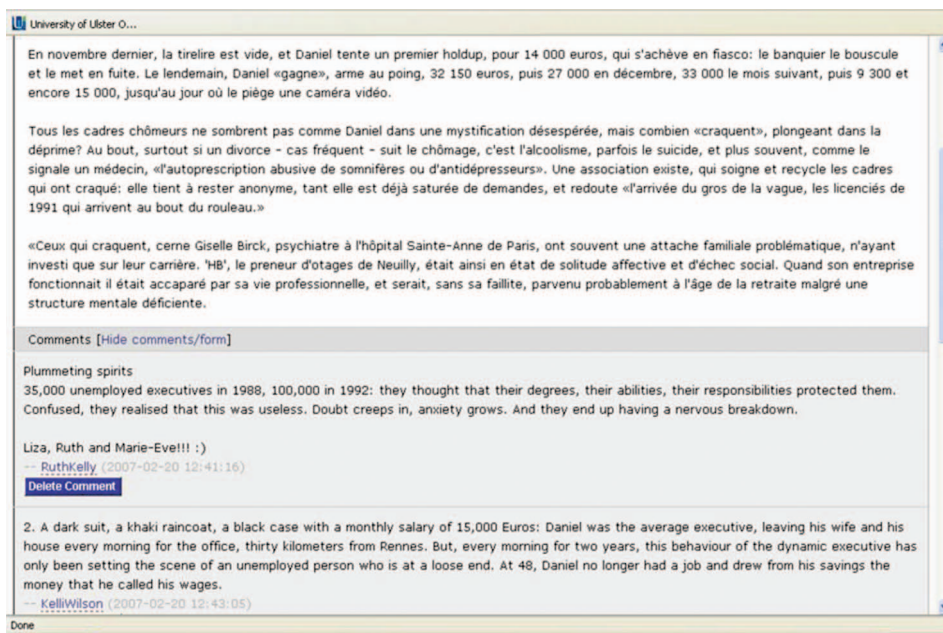 University of Ulster O...
En novembre dernier, la tirelire est vide, et Daniel tente un premier holdup, pour 14 000 euros, qui s'achève en fiasco: le banquier le bouscule
et le met en fuite. Le lendemain, Daniel «gagne», arme au poing, 32 150 euros, puis 27 000 en décembre, 33 000 le mois suivant, puis 9 300 et
encore 15 000, jusqu'au jour où le piège une caméra vidéo.
Tous les cadres chômeurs ne sombrent pas comme Daniel dans une mystification désespérée, mais combien «craquent», plongeant dans la
déprime? Au bout, surtout si un divorce - cas fréquent - suit le chômage, c'est l'alcoolisme, parfois le suicide, et plus souvent, comme le
signale un médecin, «l'autoprescription abusive de somnifères ou d'antidépresseurs». Une association existe, qui soigne et recycle les cadres
qui ont craqué: elle tient à rester anonyme, tant elle est déjà saturée de demandes, et redoute «l'arrivée du gros de la vague, les licenciés de
1991 qui arrivent au bout du rouleau.»
«Ceux qui craquent, cerne Giselle Birck, psychiatre à l'hôpital Sainte-Anne de Paris, ont souvent une attache familiale problématique, n'ayant
investi que sur leur carrière. 'HB', le preneur d'otages de Neuilly, était ainsi en état de solitude affective et d'échec social. Quand son entreprise
fonctionnait il était accaparé par sa vie professionnelle, et serait, sans sa faillite, parvenu probablement à l'âge de la retraite malgré une
structure mentale déficiente.
Comments [Hide comments/form]
Plummeting spirits
35,000 unemployed executives in 1988, 100,000 in 1992: they thought that their degrees, their abilities, their responsibilities protected them.
Confused, they realised that this was useless. Doubt creeps in, anxiety grows. And they end up having a nervous breakdown.
Liza, Ruth and Marie-Eve!!! :)
-- RuthKelly (2007-02-20 12:41:16)
Delete Comment
2. A dark suit, a khaki raincoat, a black case with a monthly salary of 15,000 Euros: Daniel was the average executive, leaving his wife and his
house every morning for the office, thirty kilometers from Rennes. But, every morning for two years, this behaviour of the dynamic executive has
only been setting the scene of an unemployed person who is at a loose end. At 48, Daniel no longer had a job and drew from his savings the
money that he called his wages.
-- KelliWilson (2007-02-20 12:43:05)
Done